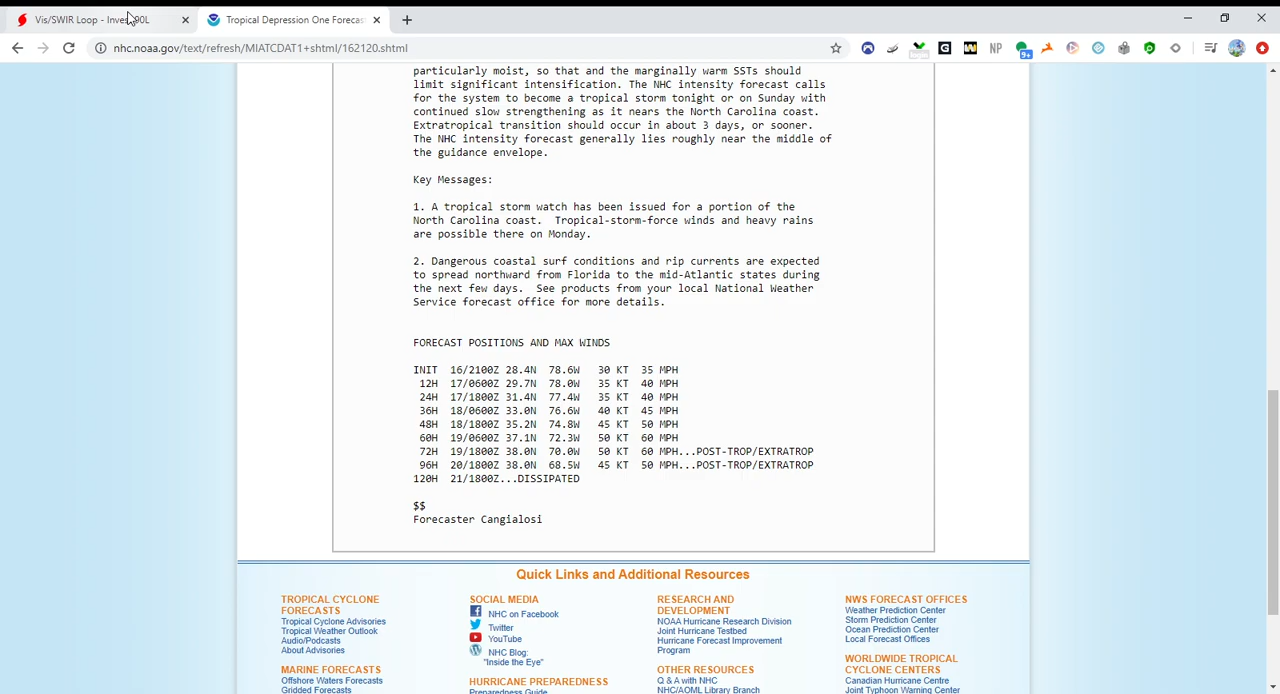 Vis/SWIR Loop - Invest 90L
Tropical Depression One Forecas
nhc.noaa.gov/text/refresh/MIATCDAT1+shtml/162120.shtml
G
W
NP
9+
particularly moist, so that and the marginally warm SSTs should
limit significant intensification. The NHC intensity forecast calls
for the system to become a tropical storm tonight or on Sunday with
continued slow strengthening as it nears the North Carolina coast.
Extratropical transition should occur in about 3 days, or sooner.
The NHC intensity forecast generally lies roughly near the middle of
the guidance envelope.
Key Messages:
1. A tropical storm watch has been issued for a portion of the
North Carolina coast.  Tropical-storm-force winds and heavy rains
are possible there on Monday.
2. Dangerous coastal surf conditions and rip currents are expected
to spread northward from Florida to the mid-Atlantic states during
the next few days.  See products from your local National Weather
Service forecast office for more details.
FORECAST POSITIONS AND MAX WINDS
INIT  16/2100Z 28.4N  78.6W   30 KT  35 MPH
12H  17/0600Z 29.7N  78.0W   35 KT  40 MPH
24H  17/1800Z 31.4N  77.4W   35 KT  40 MPH
36H  18/0600Z 33.0N  76.6W   40 KT  45 MPH
48H  18/1800Z 35.2N  74.8W   45 KT  50 MPH
60H  19/0600Z 37.1N  72.3W   50 KT  60 MPH
72H  19/1800Z 38.0N  70.0W   50 KT  60 MPH...POST-TROP/EXTRATROP
96H  20/1800Z 38.0N  68.5W   45 KT  50 MPH...POST-TROP/EXTRATROP
120H  21/1800Z...DISSIPATED
$$
Forecaster Cangialosi
Quick Links and Additional Resources
TROPICAL CYCLONE
FORECASTS
Tropical Cyclone Advisories
Tropical Weather Outlook
Audio/Podcasts
About Advisories
MARINE FORECASTS
Offshore Waters Forecasts
Gridded Forecasts
SOCIAL MEDIA
NHC on Facebook
Twitter
YouTube
NHC Blog:
"Inside the Eye"
HURRICANE PREPAREDNESS
Preparedness Guide
RESEARCH AND
DEVELOPMENT
NOAA Hurricane Research Division
Joint Hurricane Testbed
Hurricane Forecast Improvement
Program
OTHER RESOURCES
Q & A with NHC
NHC/AOML Library Branch
NWS FORECAST OFFICES
Weather Prediction Center
Storm Prediction Center
Ocean Prediction Center
Local Forecast Offices
WORLDWIDE TROPICAL
CYCLONE CENTERS
Canadian Hurricane Centre
Joint Typhoon Warning Center